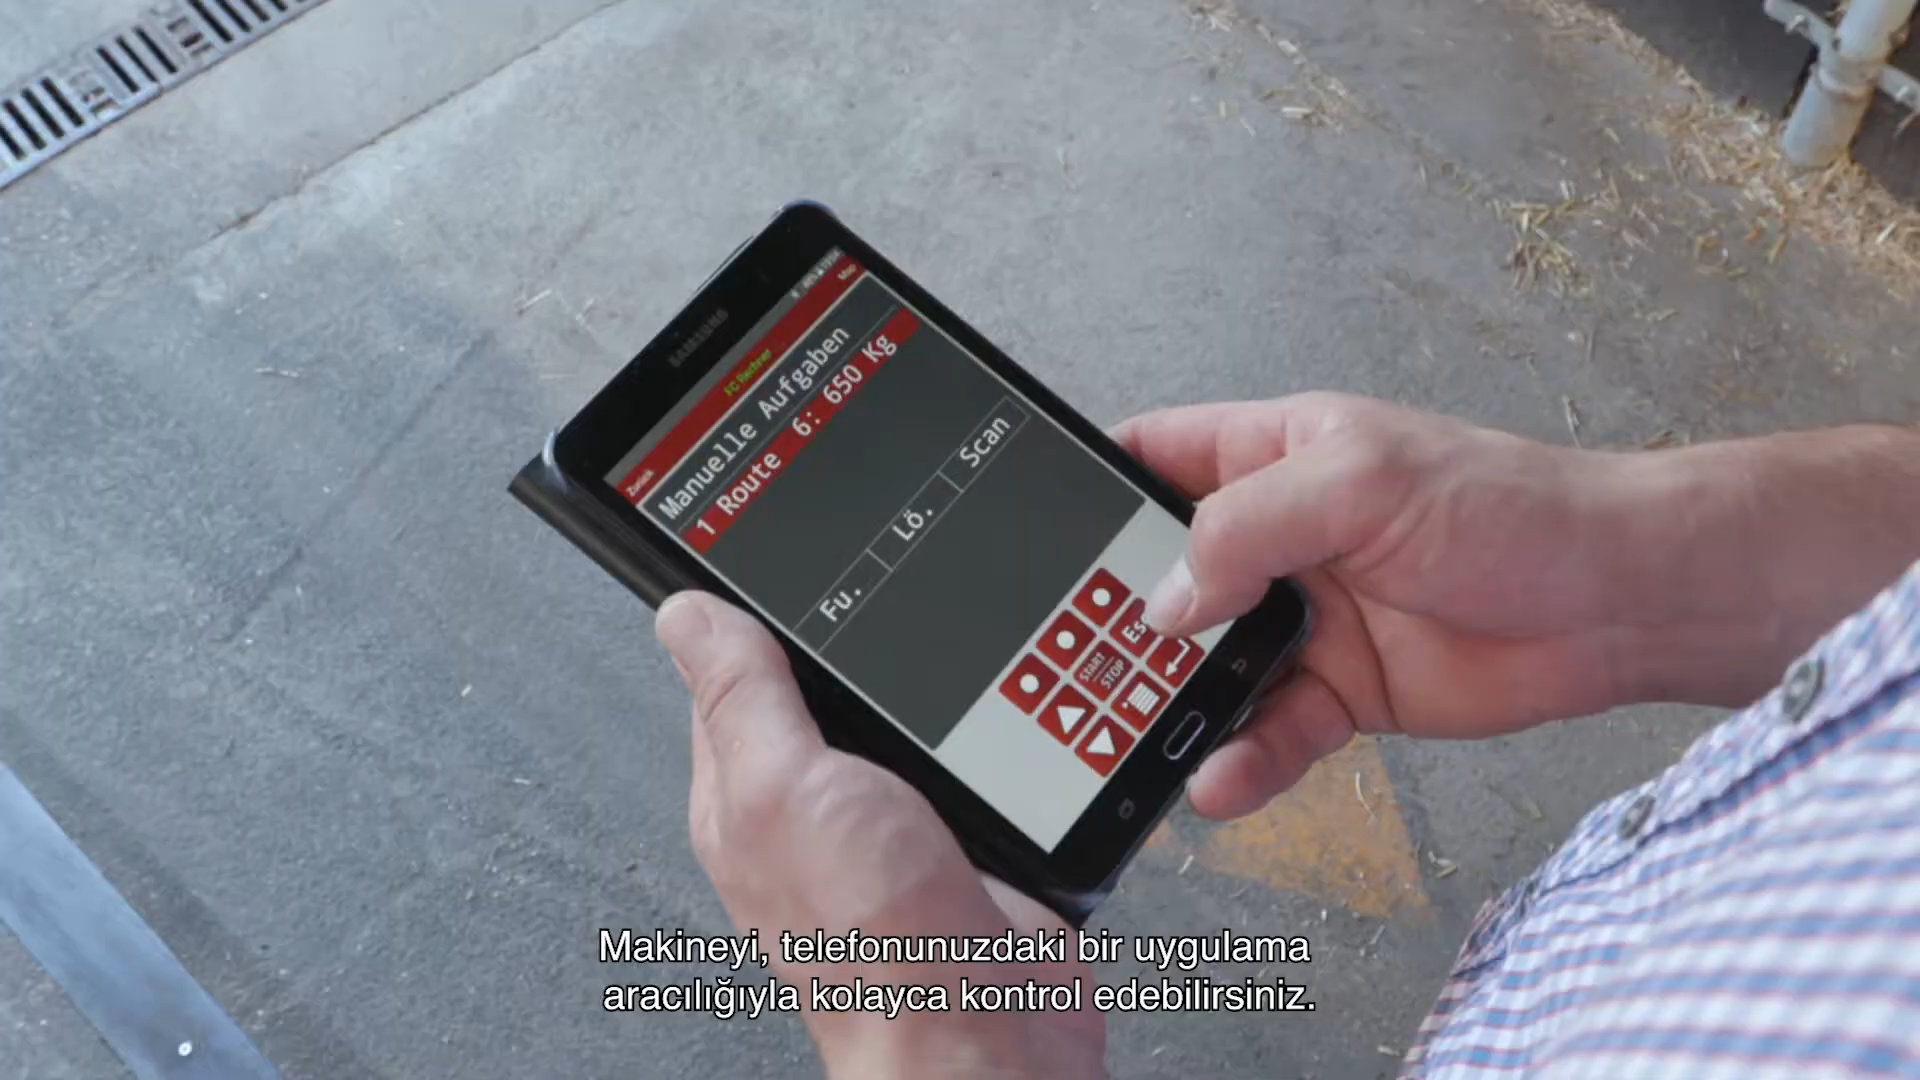 SAMSUNG
Zurück
FC Rechner
Map
Manuelle Aufgaben
1 Route 6: 650 Kg
Fu. Lö. Scan
START
STOP
Esc
Makineyi, telefonunuzdaki bir uygulama
aracılığıyla kolayca kontrol edebilirsiniz.